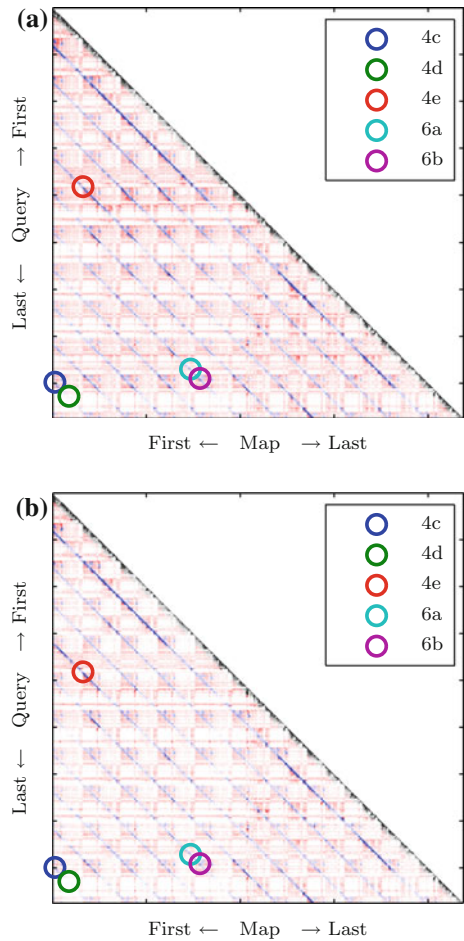 (a)
4c
4d
4e
6a
6b
Last ← Query → First
First ← Map → Last
(b)
4c
4d
4e
6a
6b
Last ← Query → First
First ← Map → Last